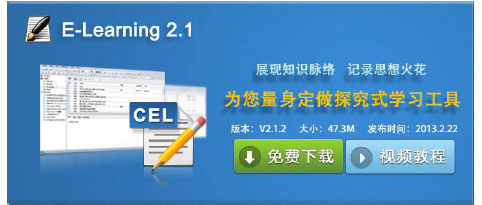 E-Learning 2.1
展现知识脉络 记录思想火花
为您量身定做探究式学习工具
CEL
版本：V2.1.2 大小：47.3M 发布时间：2013.2.22
免费下载
视频教程